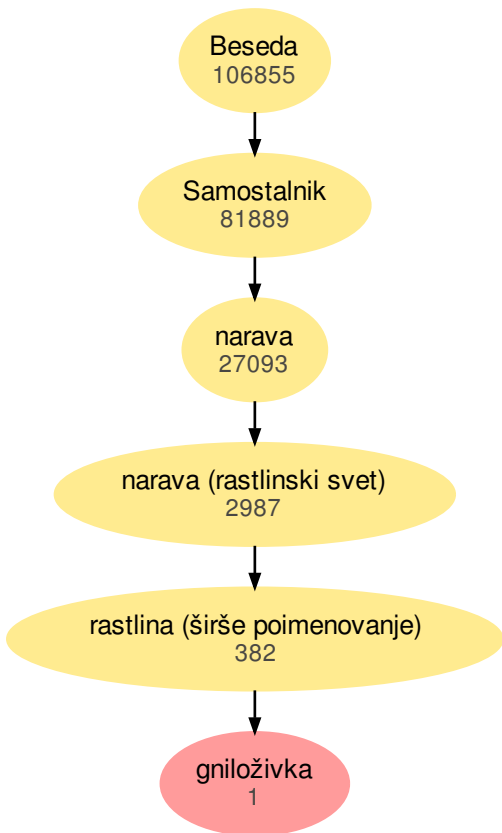 Beseda
106855
Samostalnik
81889
narava
27093
narava (rastlinski svet)
2987
rastlina (širše poimenovanje)
382
gniloživka
1